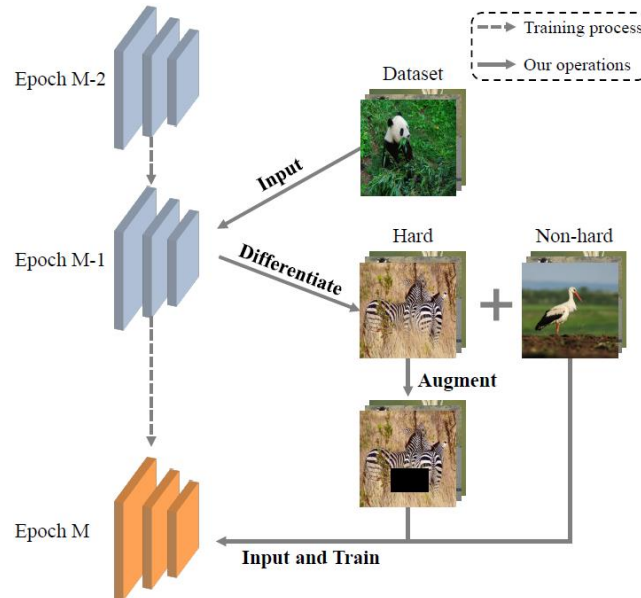 Training process
Our operations
Epoch M-2
Dataset
Input
Epoch M-1
Differentiate
Hard
Non-hard
Augment
Epoch M
Input and Train